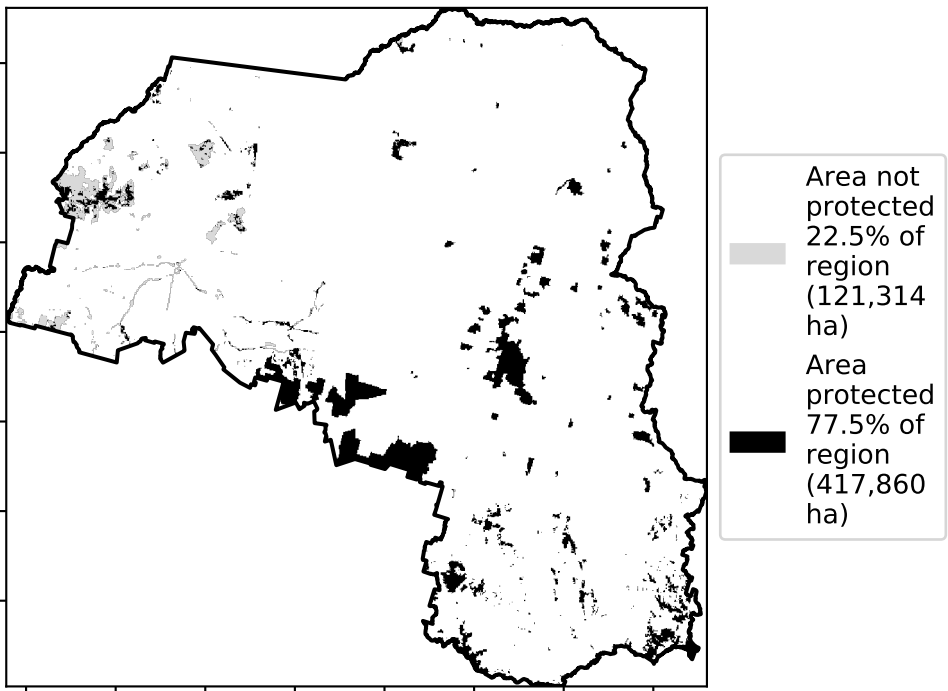 Area not
protected
22.5% of
region
(121,314
ha)
Area
protected
77.5% of
region
(417,860
ha)